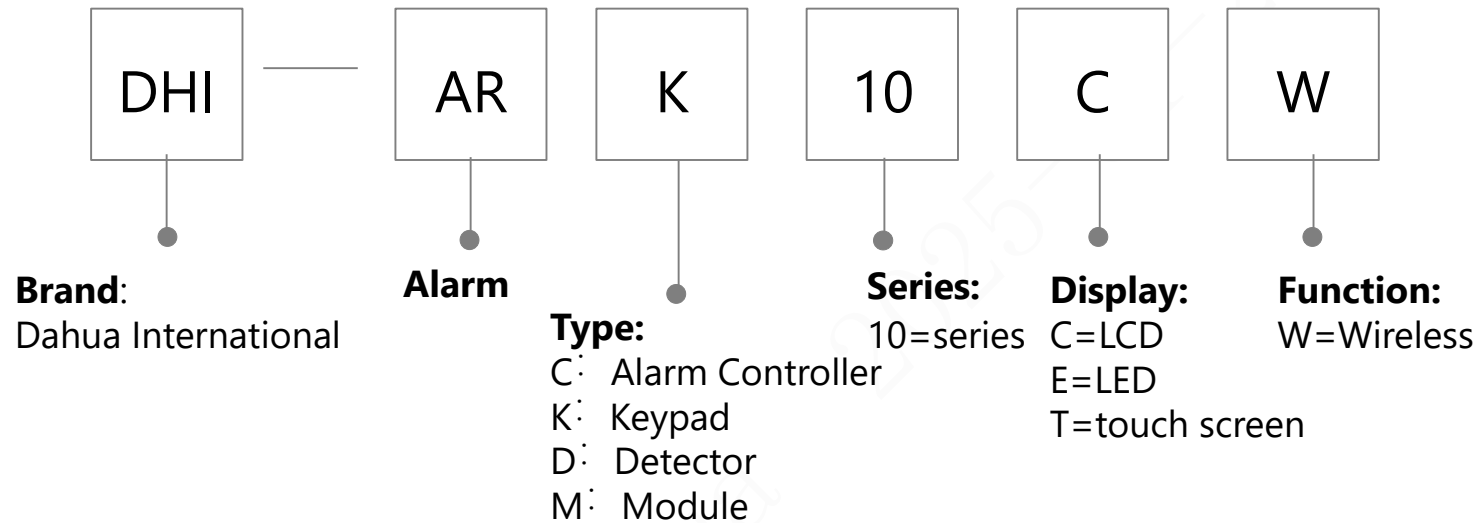 DHI AR K 10 C W
Brand:
Dahua International
Alarm
Type:
C: Alarm Controller
K: Keypad
D: Detector
M: Module
Series:
10=series
Display:
C=LCD
E=LED
T=touch screen
Function:
W=Wireless
2025-